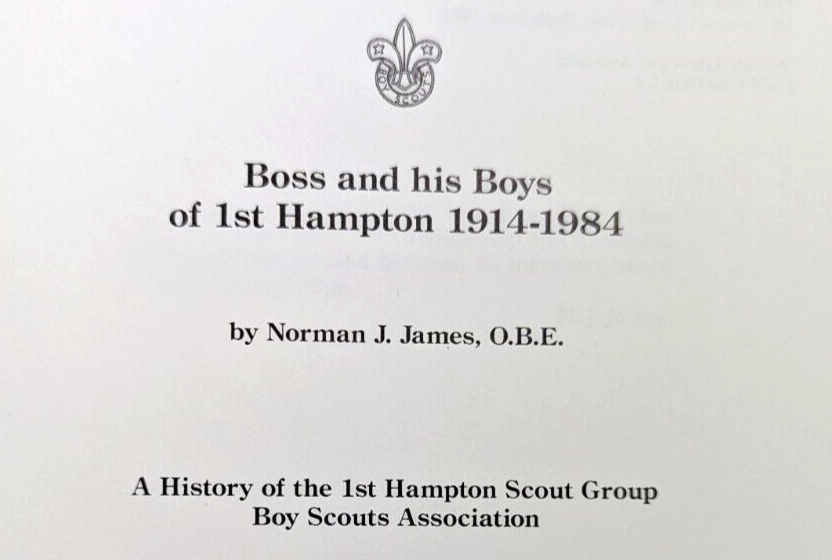 BOY SCOUTS
Boss and his Boys
of 1st Hampton 1914-1984
by Norman J. James, O.B.E.
A History of the 1st Hampton Scout Group
Boy Scouts Association